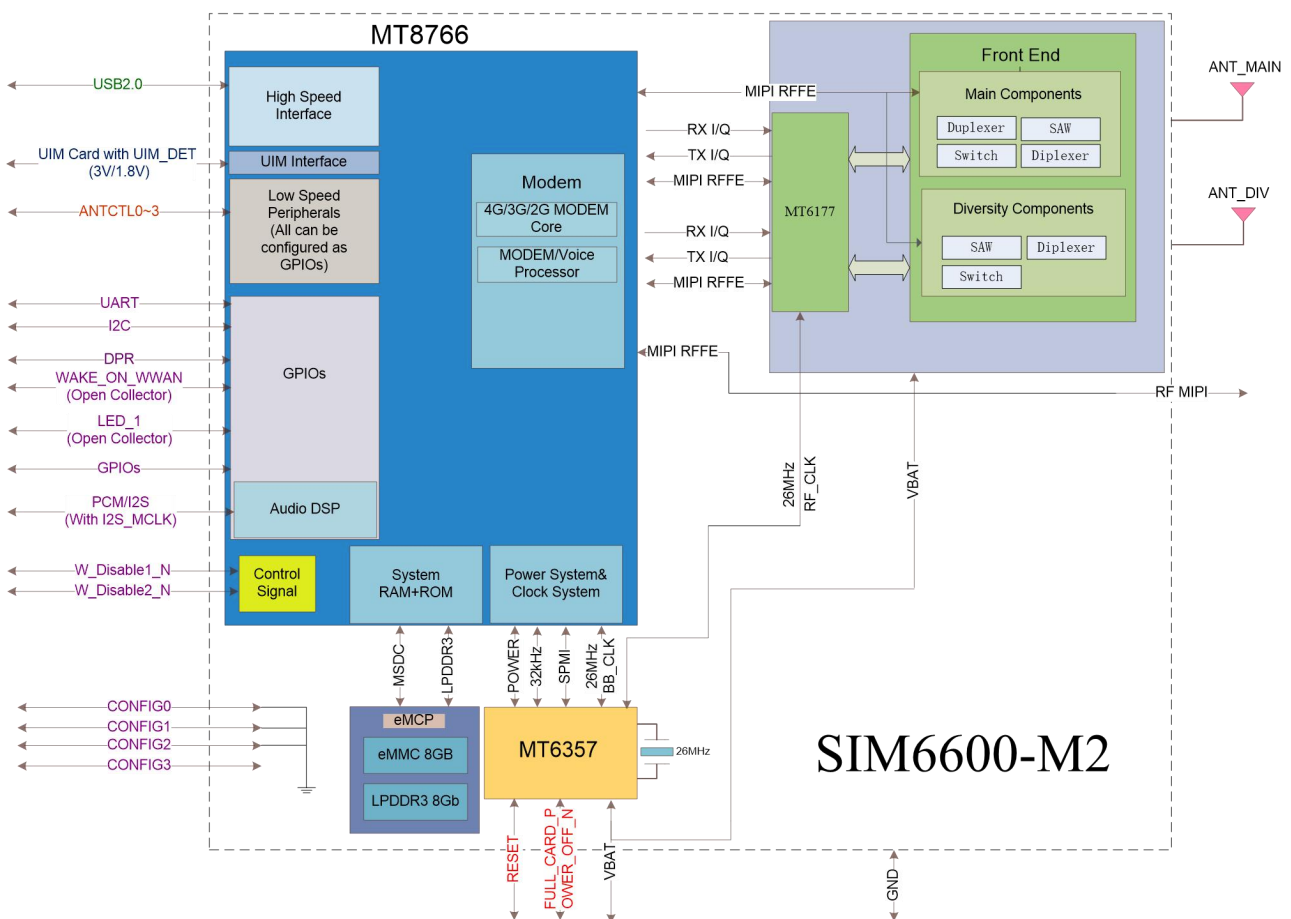 MT8766
USB2.0
High Speed
Interface
UIM Card with UIM_DET
(3V/1.8V)
UIM Interface
ANTCTL0~3
Low Speed
Peripherals
(All can be
configured as
GPIOs)
UART
I2C
DPR
WAKE_ON_WWAN
(Open Collector)
LED_1
(Open Collector)
GPIOs
GPIOs
PCM/I2S
(With I2S_MCLK)
Audio DSP
W_Disable1_N
W_Disable2_N
Control
Signal
System
RAM+ROM
Power System&
Clock System
Modem
4G/3G/2G MODEM
Core
MODEM/Voice
Processor
MIPI RFFE
RX I/Q
TX I/Q
MIPI RFFE
RX I/Q
TX I/Q
MIPI RFFE
MIPI RFFE
MT6177
Front End
Main Components
Duplexer
SAW
Switch
Diplexer
Diversity Components
SAW
Diplexer
Switch
ANT_MAIN
ANT_DIV
RF MIPI
26MHz
RF_CLK
VBAT
MSDC
LPDDR3
POWER
32kHz
SPMI
26MHz
BB_CLK
CONFIG0
CONFIG1
CONFIG2
CONFIG3
eMCP
eMMC 8GB
LPDDR3 8Gb
MT6357
26MHz
SIM6600-M2
RESET
FULL_CARD_P
OWER_OFF_N
VBAT
GND